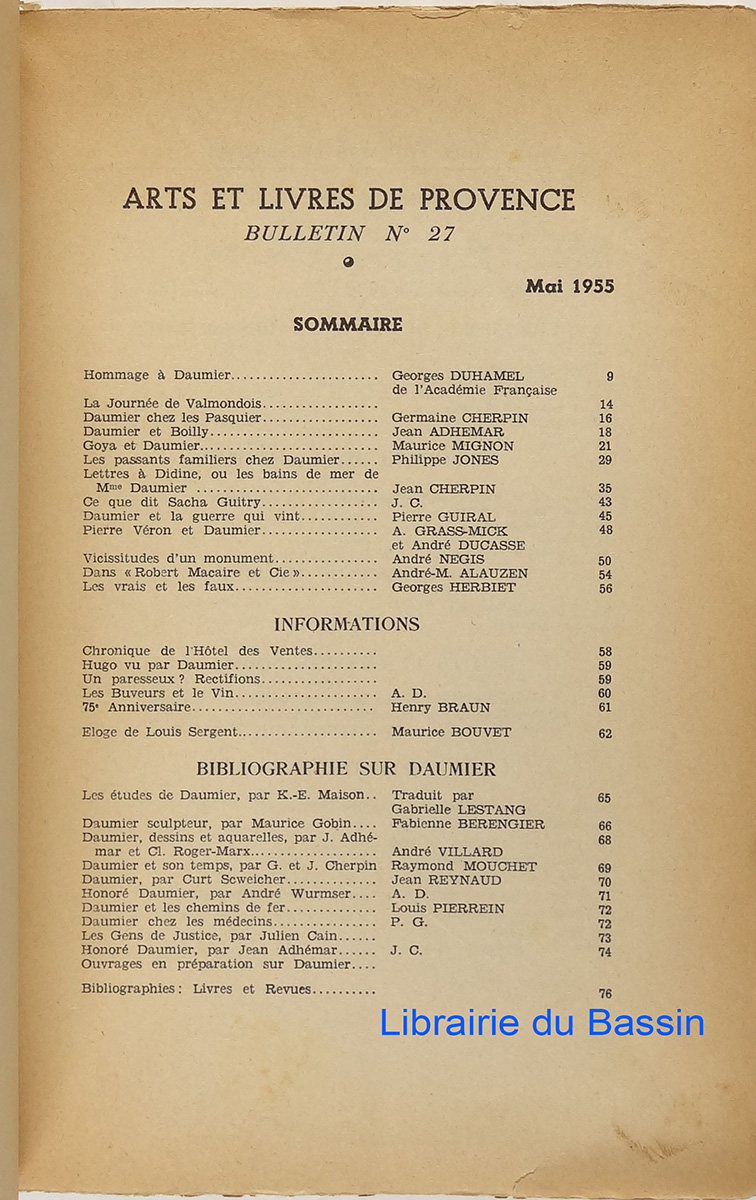 ARTS ET LIVRES DE PROVENCE
BULLETIN N° 27
Mai 1955
SOMMAIRE
Hommage à Daumier........................ Georges DUHAMEL 9
de l'Académie Française
La Journée de Valmondois................... 14
Daumier chez les Pasquier................... Germaine CHERPIN 16
Daumier et Boilly........................... Jean ADHEMAR 18
Goya et Daumier............................ Maurice MIGNON 21
Les passants familiers chez Daumier...... Philippe JONES 29
Lettres à Didine, ou les bains de mer de
Mme Daumier ............................. Jean CHERPIN 35
Ce que dit Sacha Guitry................... J. C. 43
Daumier et la guerre qui vint............ Pierre GUIRAL 45
Pierre Véron et Daumier................... A. GRASS-MICK 48
et André DUCASSE
Vicissitudes d'un monument................ André NEGIS 50
Dans « Robert Macaire et Cie »............ André-M. ALAUZEN 54
Les vrais et les faux....................... Georges HERBIET 56
INFORMATIONS
Chronique de l'Hôtel des Ventes.......... 58
Hugo vu par Daumier....................... 59
Un paresseux ? Rectifions................... 59
Les Buveurs et le Vin....................... A. D. 60
75e Anniversaire............................. Henry BRAUN 61
Eloge de Louis Sergent...................... Maurice BOUVET 62
BIBLIOGRAPHIE SUR DAUMIER
Les études de Daumier, par K.-E. Maison.. Traduit par 65
Gabrielle LESTANG
Daumier sculpteur, par Maurice Gobin.... Fabienne BERENGIER 66
Daumier, dessins et aquarelles, par J. Adhé- 68
mar et Cl. Roger-Marx.................... André VILLARD
Daumier et son temps, par G. et J. Cherpin Raymond MOUCHET 69
Daumier, par Curt Scweicher.............. Jean REYNAUD 70
Honoré Daumier, par André Wurmser.... A. D. 71
Daumier et les chemins de fer.............. Louis PIERREIN 72
Daumier chez les médecins................. P. G. 72
Les Gens de Justice, par Julien Cain...... 73
Honoré Daumier, par Jean Adhémar...... J. C. 74
Ouvrages en préparation sur Daumier....
Bibliographies : Livres et Revues.......... 76
Librairie du Bassin